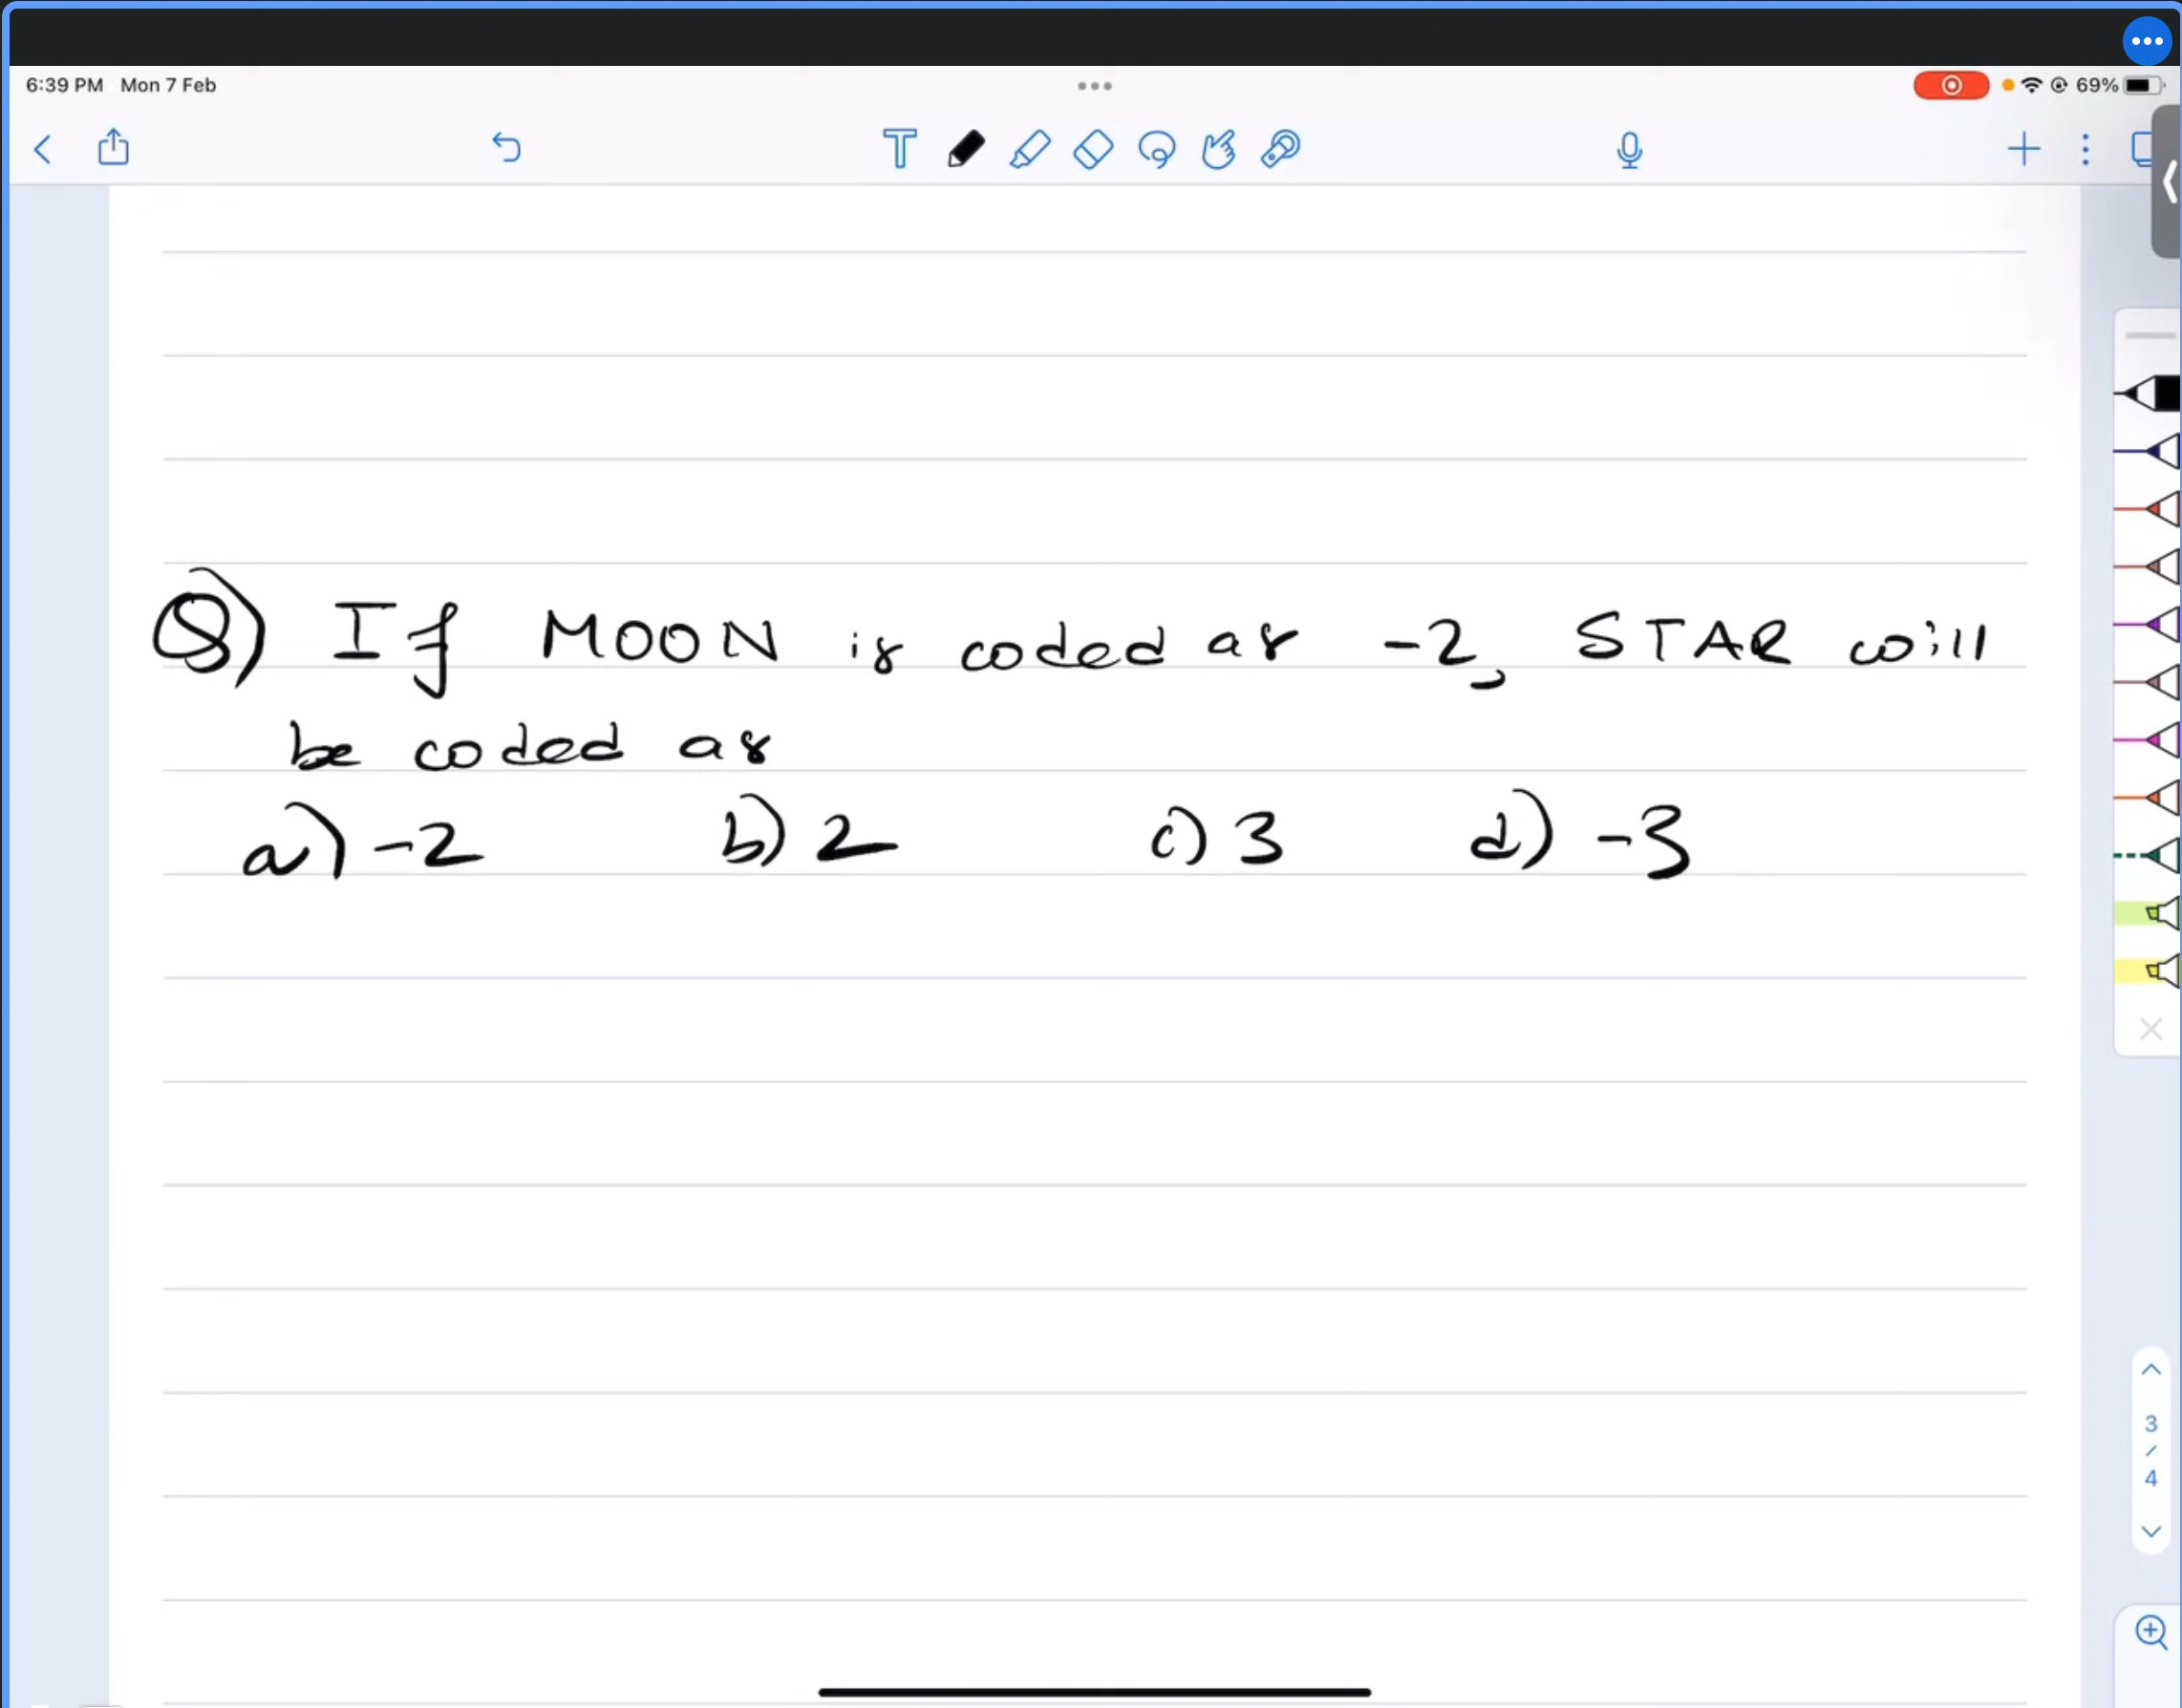 6:39 PM Mon 7 Feb
69%
T
Q) If MOON is coded as -2, STAR will
be coded as
a) -2 b) 2 c) 3 d) -3
3
/
4